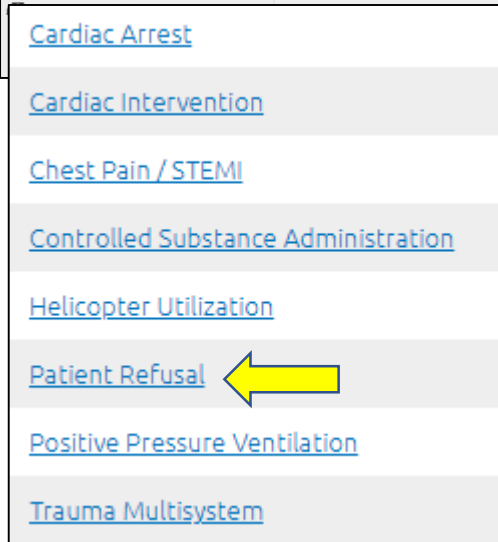 Cardiac Arrest
Cardiac Intervention
Chest Pain / STEMI
Controlled Substance Administration
Helicopter Utilization
Patient Refusal
Positive Pressure Ventilation
Trauma Multisystem